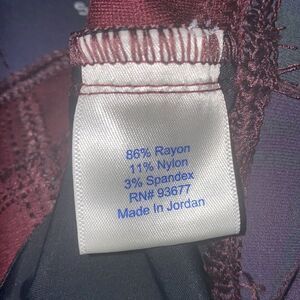 86% Rayon
11% Nylon
3% Spandex
RN# 93677
Made In Jordan